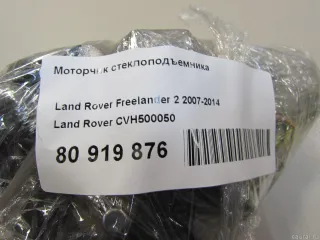 Моторчик стеклоподъемника
Land Rover Freelander 2 2007-2014
Land Rover CVH500050
80 919 876